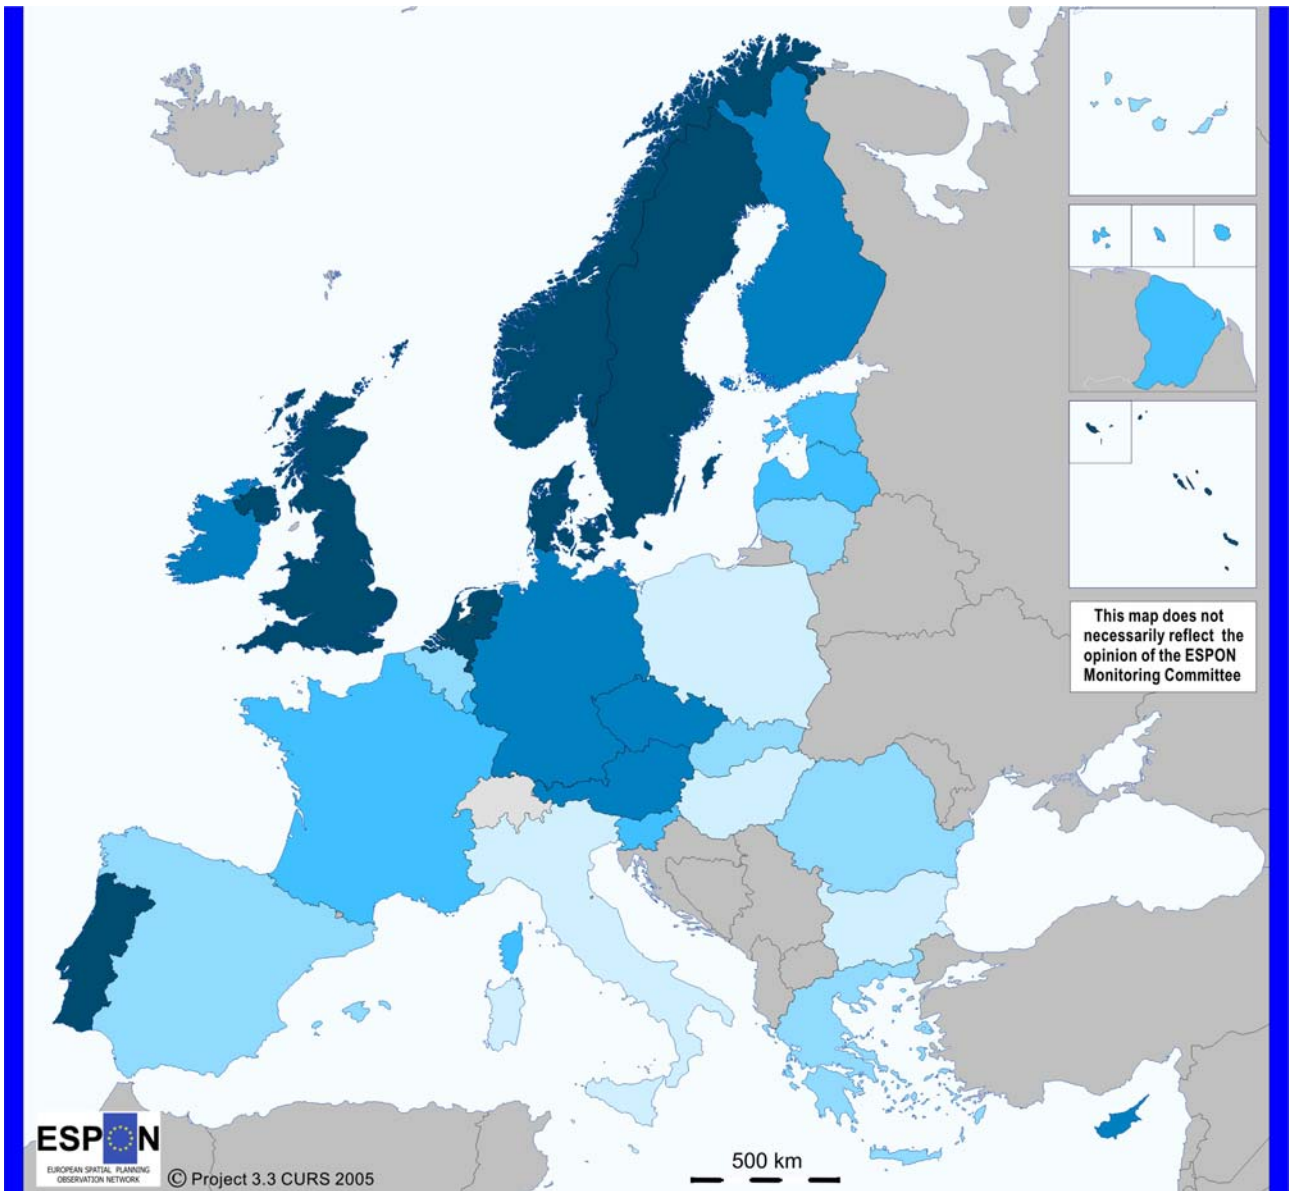 This map does not
necessarily reflect the
opinion of the ESPON
Monitoring Committee
ESPON
EUROPEAN SPATIAL PLANNING
OBSERVATION NETWORK
© Project 3.3 CURS 2005
500 km